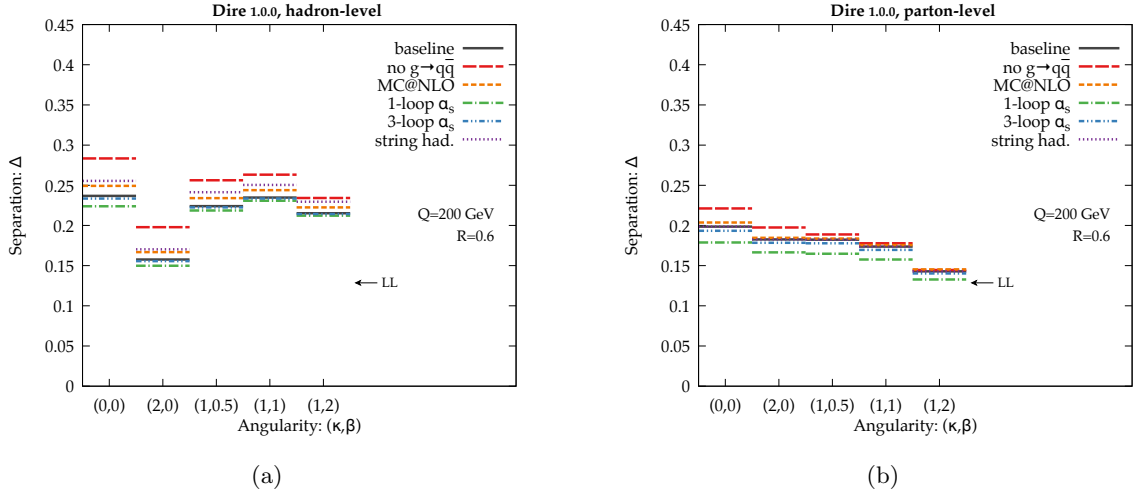 Dire 1.0.0, hadron-level
Separation: Δ
0.45
0.4
0.35
0.3
0.25
0.2
0.15
0.1
0.05
0
baseline
no g→qq̅
MC@NLO
1-loop αs
3-loop αs
string had.
Q=200 GeV
R=0.6
LL
(0,0) (2,0) (1,0.5) (1,1) (1,2)
Angularity: (κ,β)
(a)
Dire 1.0.0, parton-level
Separation: Δ
0.45
0.4
0.35
0.3
0.25
0.2
0.15
0.1
0.05
0
baseline
no g→qq̅
MC@NLO
1-loop αs
3-loop αs
string had.
Q=200 GeV
R=0.6
LL
(0,0) (2,0) (1,0.5) (1,1) (1,2)
Angularity: (κ,β)
(b)